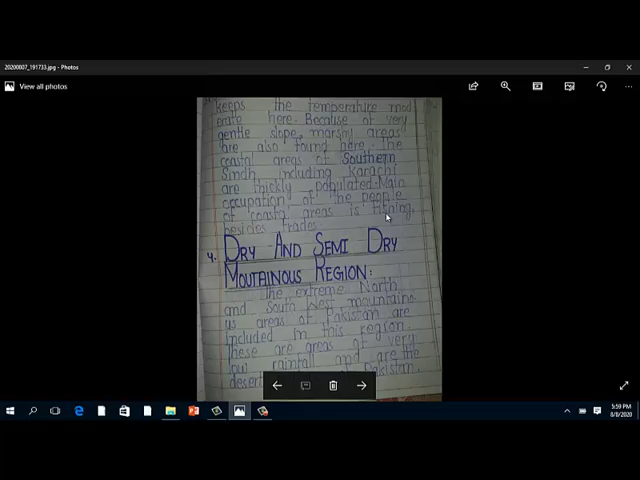 20200807_191733.jpg - Photos
View all photos
keeps the temperature mod
erate here. Because of very
gentle slope, marshy areas
are also found here. The
coastal areas of Southern
Sindh including Karachi
are thickly populated. Main
occupation of the people
of coastal areas is fishing,
besides trades
4. DRY AND SEMI DRY
MOUTAINOUS REGION:
The extreme North
and South West mountaino
us areas of Pakistan are
included in this region.
These are areas of very
low rainfall and are the
desert Pakistan.
5:59 PM
8/8/2020